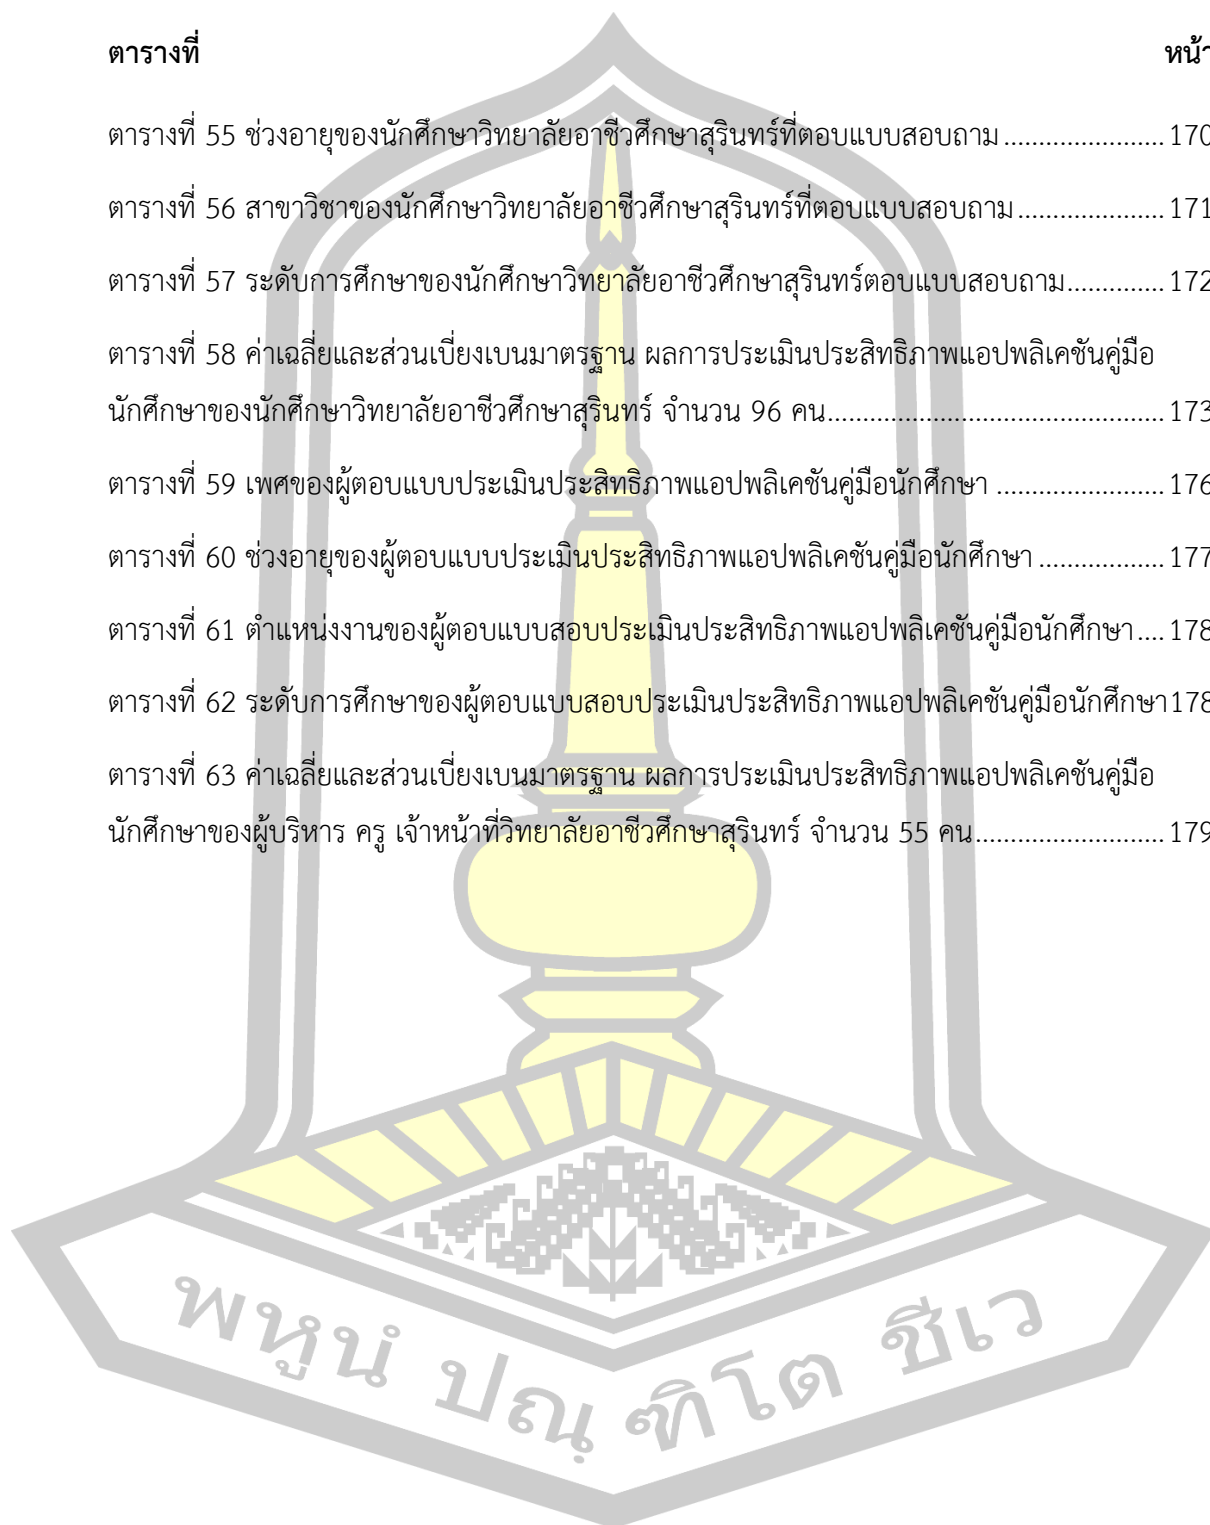 ตารางที่ หน้า
ตารางที่ 55 ช่วงอายุของนักศึกษาวิทยาลัยอาชีวศึกษาสุรินทร์ที่ตอบแบบสอบถาม....................... 170
ตารางที่ 56 สาขาวิชาของนักศึกษาวิทยาลัยอาชีวศึกษาสุรินทร์ที่ตอบแบบสอบถาม..................... 171
ตารางที่ 57 ระดับการศึกษาของนักศึกษาวิทยาลัยอาชีวศึกษาสุรินทร์ตอบแบบสอบถาม.............. 172
ตารางที่ 58 ค่าเฉลี่ยและส่วนเบี่ยงเบนมาตรฐาน ผลการประเมินประสิทธิภาพแอปพลิเคชันคู่มือ
นักศึกษาของนักศึกษาวิทยาลัยอาชีวศึกษาสุรินทร์ จำนวน 96 คน................................................ 173
ตารางที่ 59 เพศของผู้ตอบแบบประเมินประสิทธิภาพแอปพลิเคชันคู่มือนักศึกษา ........................ 176
ตารางที่ 60 ช่วงอายุของผู้ตอบแบบประเมินประสิทธิภาพแอปพลิเคชันคู่มือนักศึกษา .................. 177
ตารางที่ 61 ตำแหน่งงานของผู้ตอบแบบสอบประเมินประสิทธิภาพแอปพลิเคชันคู่มือนักศึกษา.... 178
ตารางที่ 62 ระดับการศึกษาของผู้ตอบแบบสอบประเมินประสิทธิภาพแอปพลิเคชันคู่มือนักศึกษา178
ตารางที่ 63 ค่าเฉลี่ยและส่วนเบี่ยงเบนมาตรฐาน ผลการประเมินประสิทธิภาพแอปพลิเคชันคู่มือ
นักศึกษาของผู้บริหาร ครู เจ้าหน้าที่วิทยาลัยอาชีวศึกษาสุรินทร์ จำนวน 55 คน........................... 179
พหูนํ ปณฺ ฑิโต ชีเว